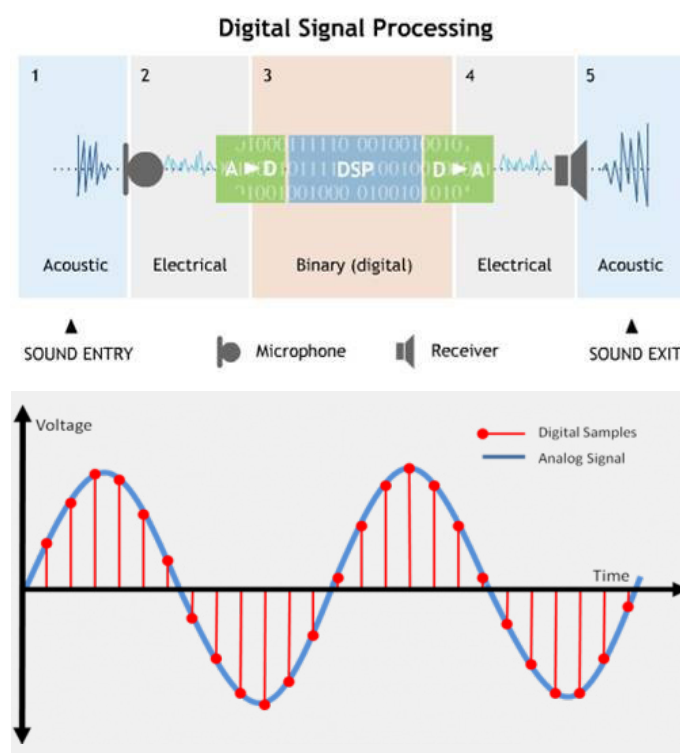 Digital Signal Processing
1 2 3 4 5
A ▶ D DSP D ▶ A
Acoustic Electrical Binary (digital) Electrical Acoustic
SOUND ENTRY Microphone Receiver SOUND EXIT
Voltage
Digital Samples
Analog Signal
Time